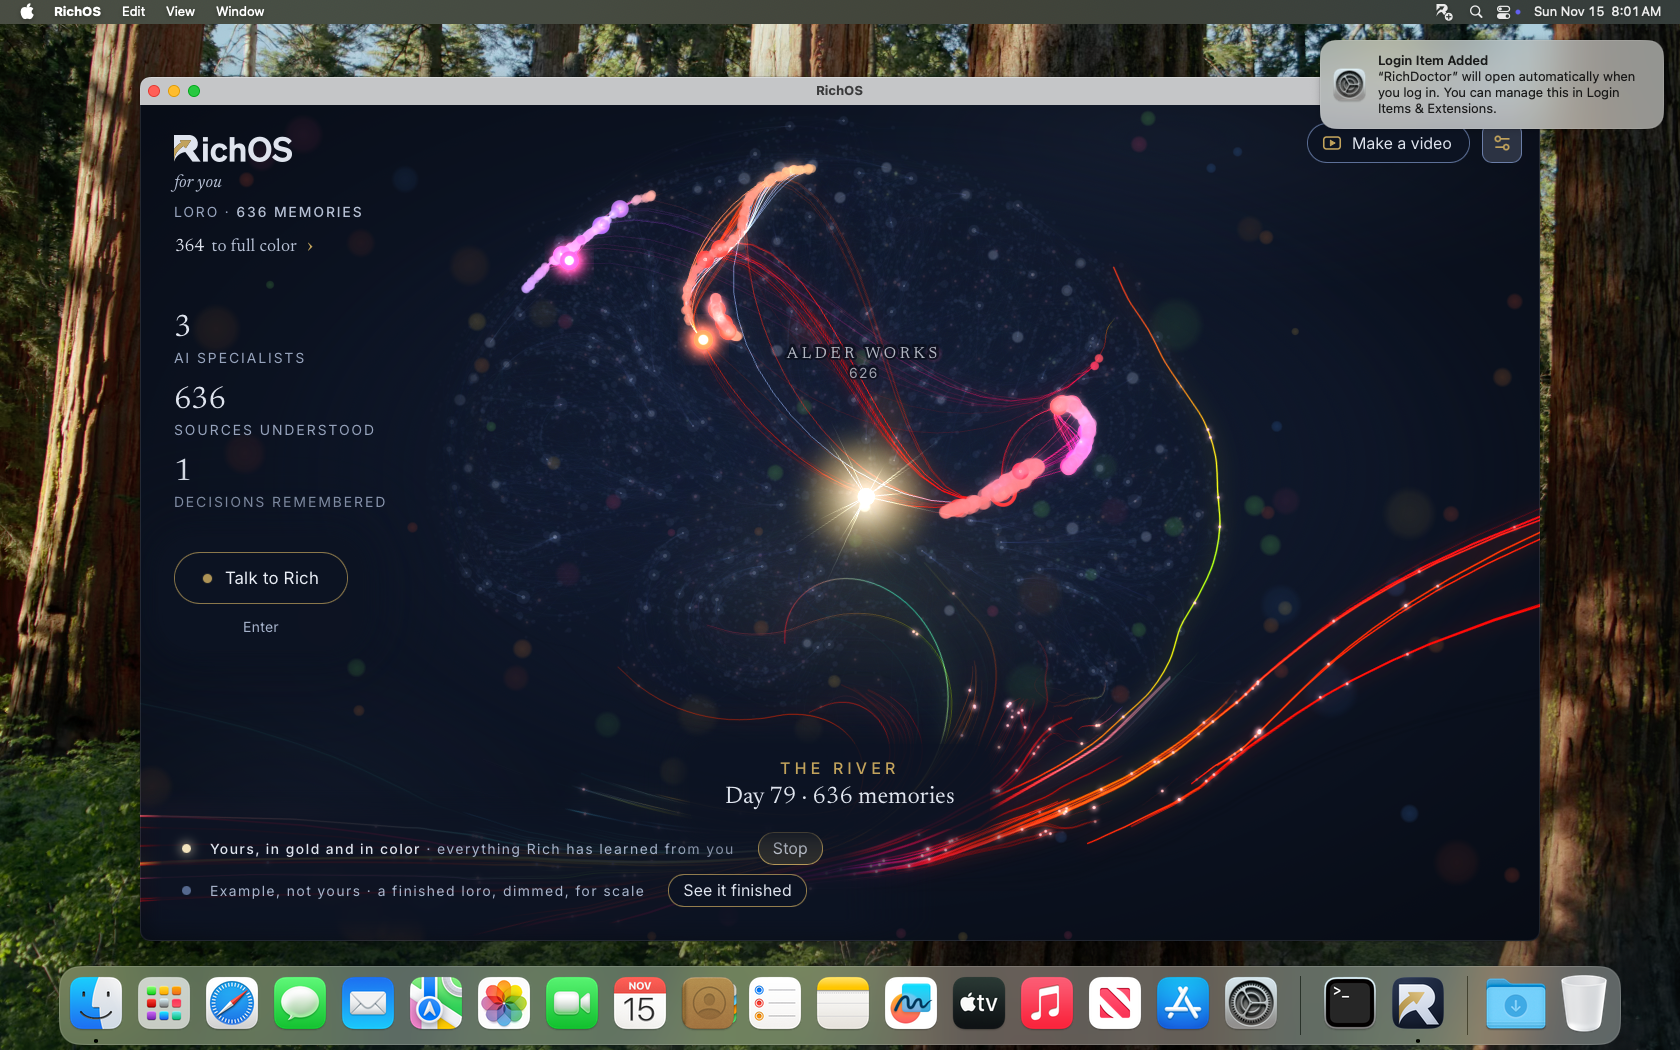 RichOS Edit View Window
Sun Nov 15 8:01 AM
Login Item Added
“RichDoctor” will open automatically when
you log in. You can manage this in Login
Items & Extensions.
RichOS
RichOS
for you
LORO · 636 MEMORIES
364 to full color ›
Make a video
3
AI SPECIALISTS
636
SOURCES UNDERSTOOD
1
DECISIONS REMEMBERED
ALDER WORKS
626
Talk to Rich
Enter
THE RIVER
Day 79 · 636 memories
Yours, in gold and in color · everything Rich has learned from you
Stop
Example, not yours · a finished loro, dimmed, for scale
See it finished
NOV
15
tv
>_